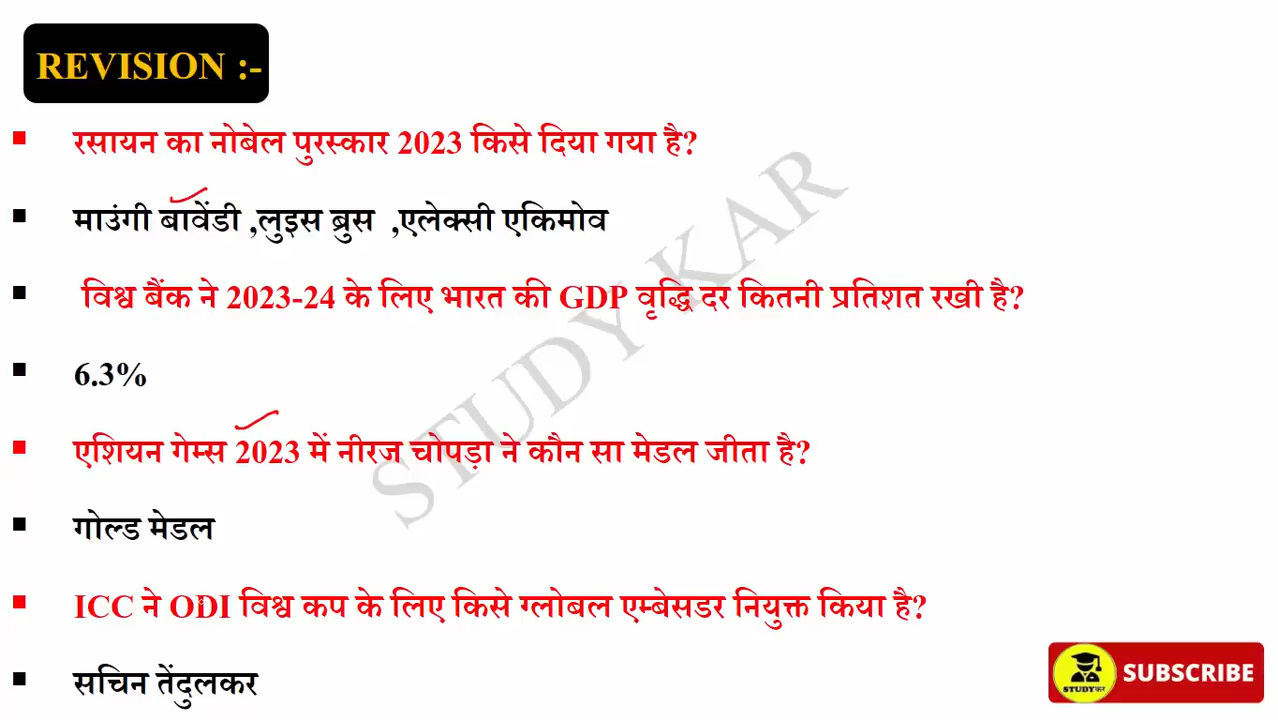 REVISION :-
रसायन का नोबेल पुरस्कार 2023 किसे दिया गया है?
माउंगी बावेंडी ,लुइस ब्रुस ,एलेक्सी एकिमोव
विश्व बैंक ने 2023-24 के लिए भारत की GDP वृद्धि दर कितनी प्रतिशत रखी है?
6.3%
एशियन गेम्स 2023 में नीरज चोपड़ा ने कौन सा मेडल जीता है?
गोल्ड मेडल
ICC ने ODI विश्व कप के लिए किसे ग्लोबल एम्बेसडर नियुक्त किया है?
सचिन तेंदुलकर
STUDY KAR
SUBSCRIBE
STUDYकर